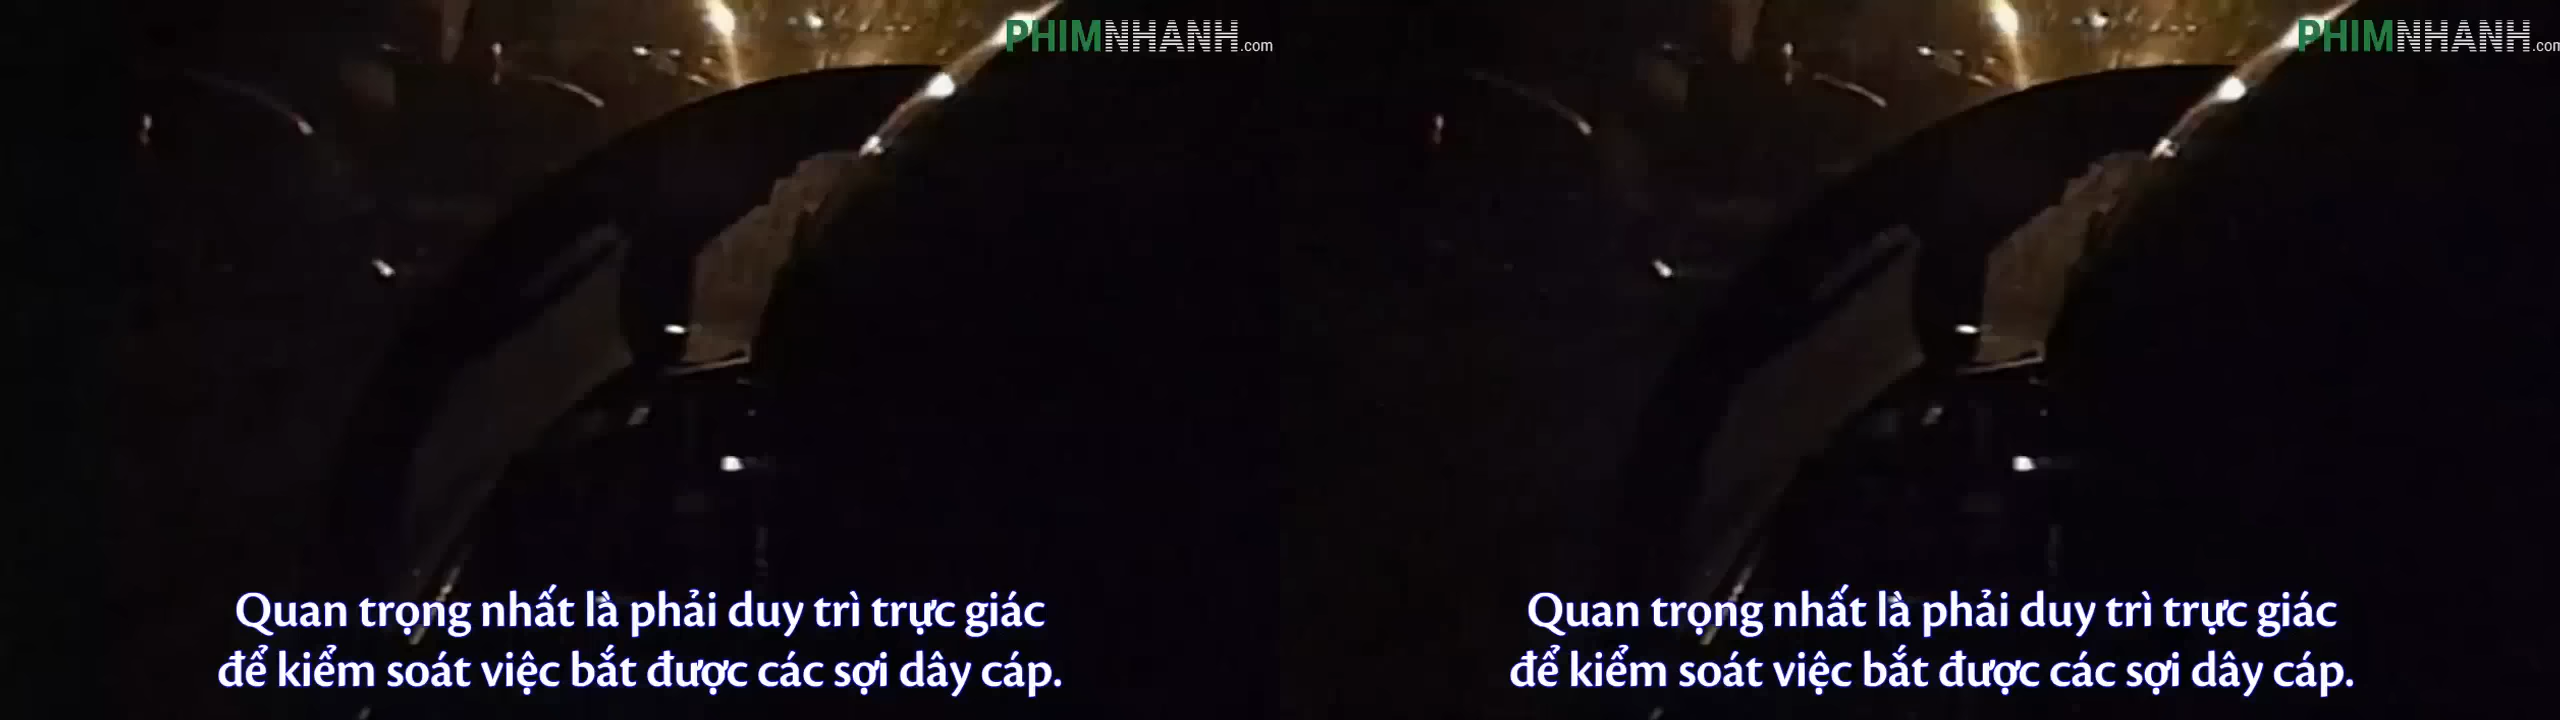 PHIMNHANH.com
PHIMNHANH.com
Quan trọng nhất là phải duy trì trực giác
để kiểm soát việc bắt được các sợi dây cáp.
Quan trọng nhất là phải duy trì trực giác
để kiểm soát việc bắt được các sợi dây cáp.